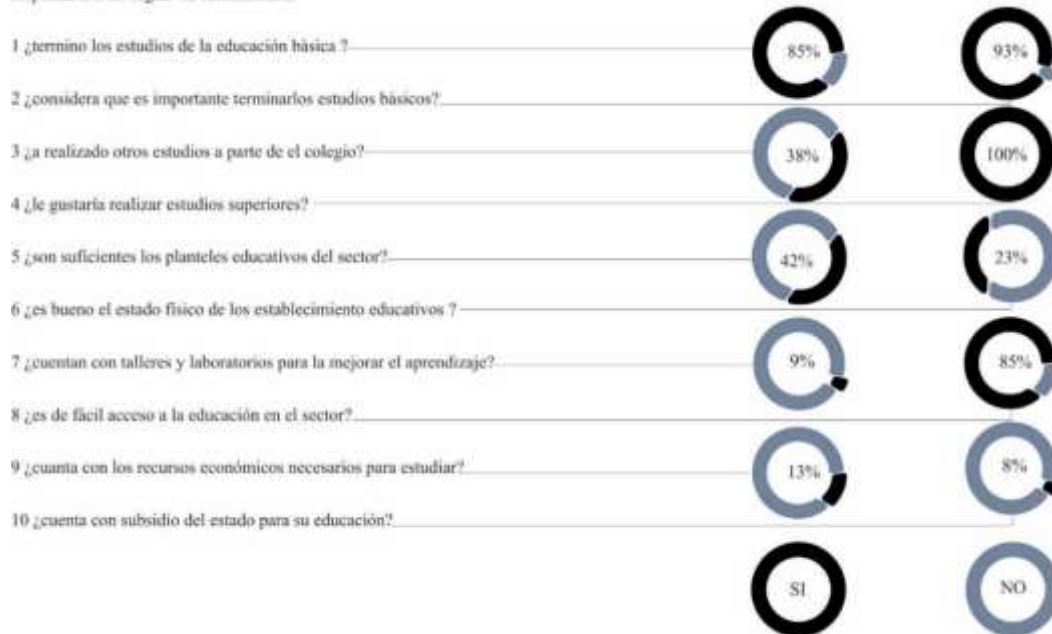 1 ¿termino los estudios de la educación básica ?
85%
93%
2 ¿considera que es importante terminarlos estudios básicos?
3 ¿a realizado otros estudios a parte de el colegio?
38%
100%
4 ¿le gustaría realizar estudios superiores?
5 ¿son suficientes los planteles educativos del sector?
42%
23%
6 ¿es bueno el estado físico de los establecimiento educativos ?
7 ¿cuentan con talleres y laboratorios para la mejorar el aprendizaje?
9%
85%
8 ¿es de fácil acceso a la educación en el sector?
9 ¿cuanta con los recursos económicos necesarios para estudiar?
13%
8%
10 ¿cuenta con subsidio del estado para su educación?
SI
NO